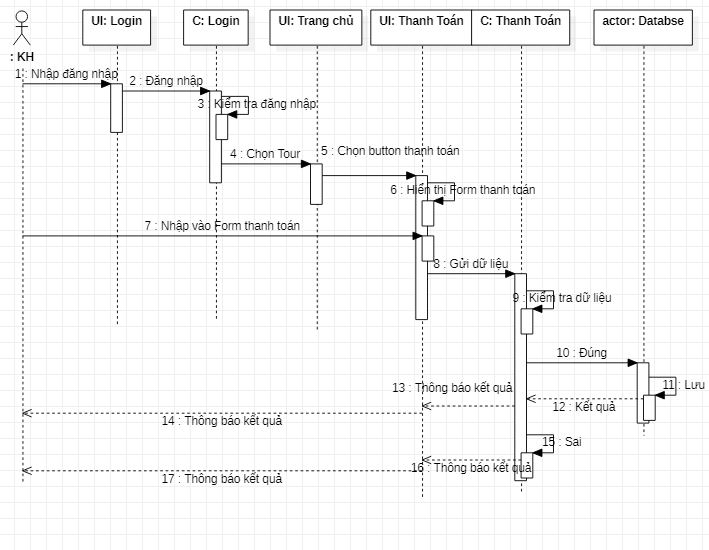 UI: Login
C: Login
UI: Trang chủ
UI: Thanh Toán
C: Thanh Toán
actor: Databse
: KH
1 : Nhập đăng nhập
2 : Đăng nhập
3 : Kiểm tra đăng nhập
4 : Chọn Tour
5 : Chọn button thanh toán
6 : Hiển thị Form thanh toán
7 : Nhập vào Form thanh toán
8 : Gửi dữ liệu
9 : Kiểm tra dữ liệu
10 : Đúng
11 : Lưu
12 : Kết quả
13 : Thông báo kết quả
14 : Thông báo kết quả
15 : Sai
16 : Thông báo kết quả
17 : Thông báo kết quả